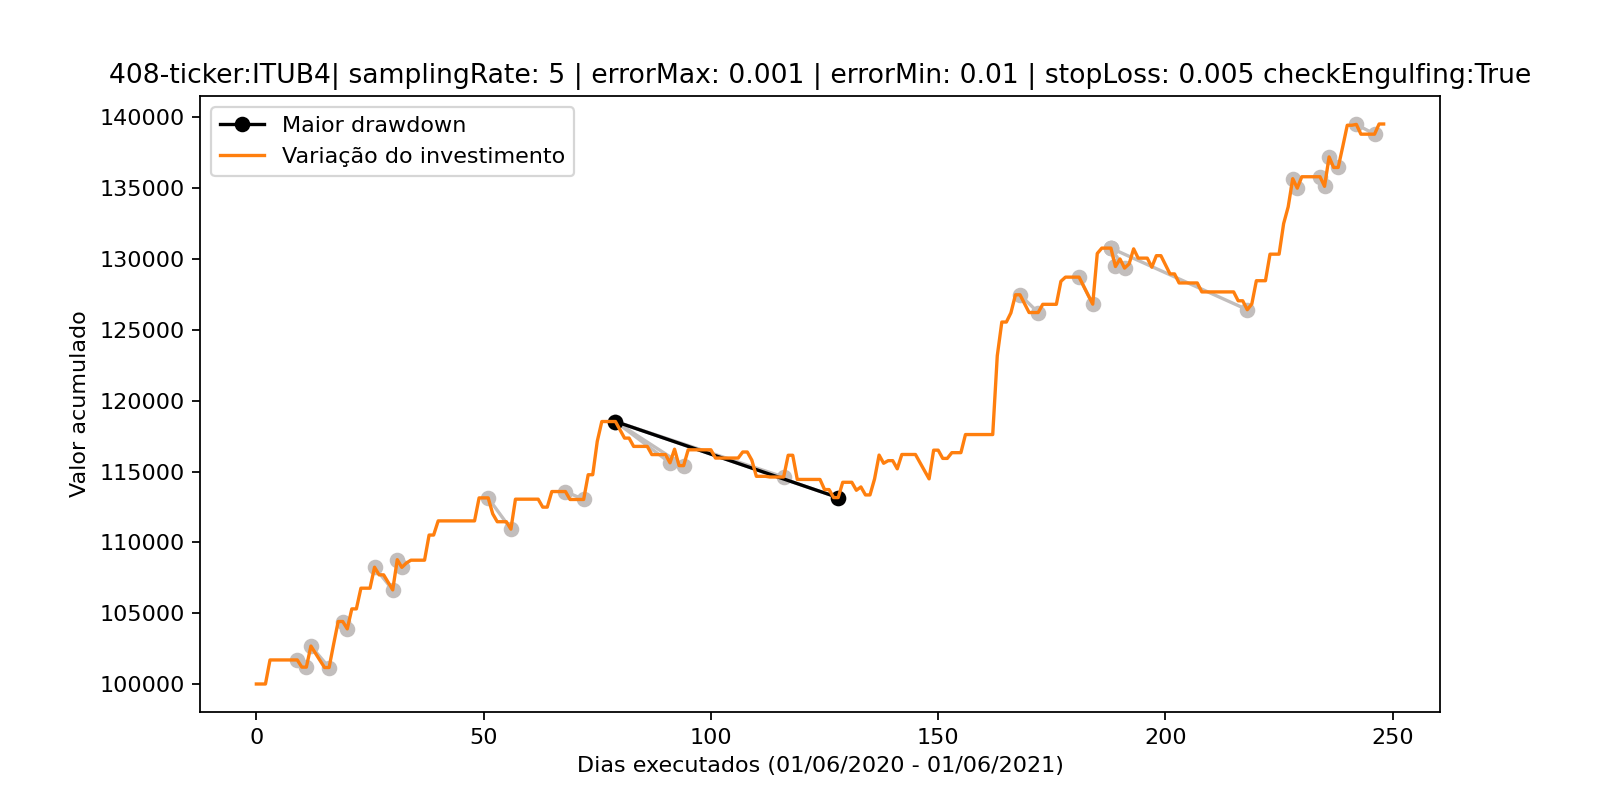 408-ticker:ITUB4| samplingRate: 5 | errorMax: 0.001 | errorMin: 0.01 | stopLoss: 0.005 checkEngulfing:True
Maior drawdown
Variação do investimento
Valor acumulado
140000
135000
130000
125000
120000
115000
110000
105000
100000
0 50 100 150 200 250
Dias executados (01/06/2020 - 01/06/2021)